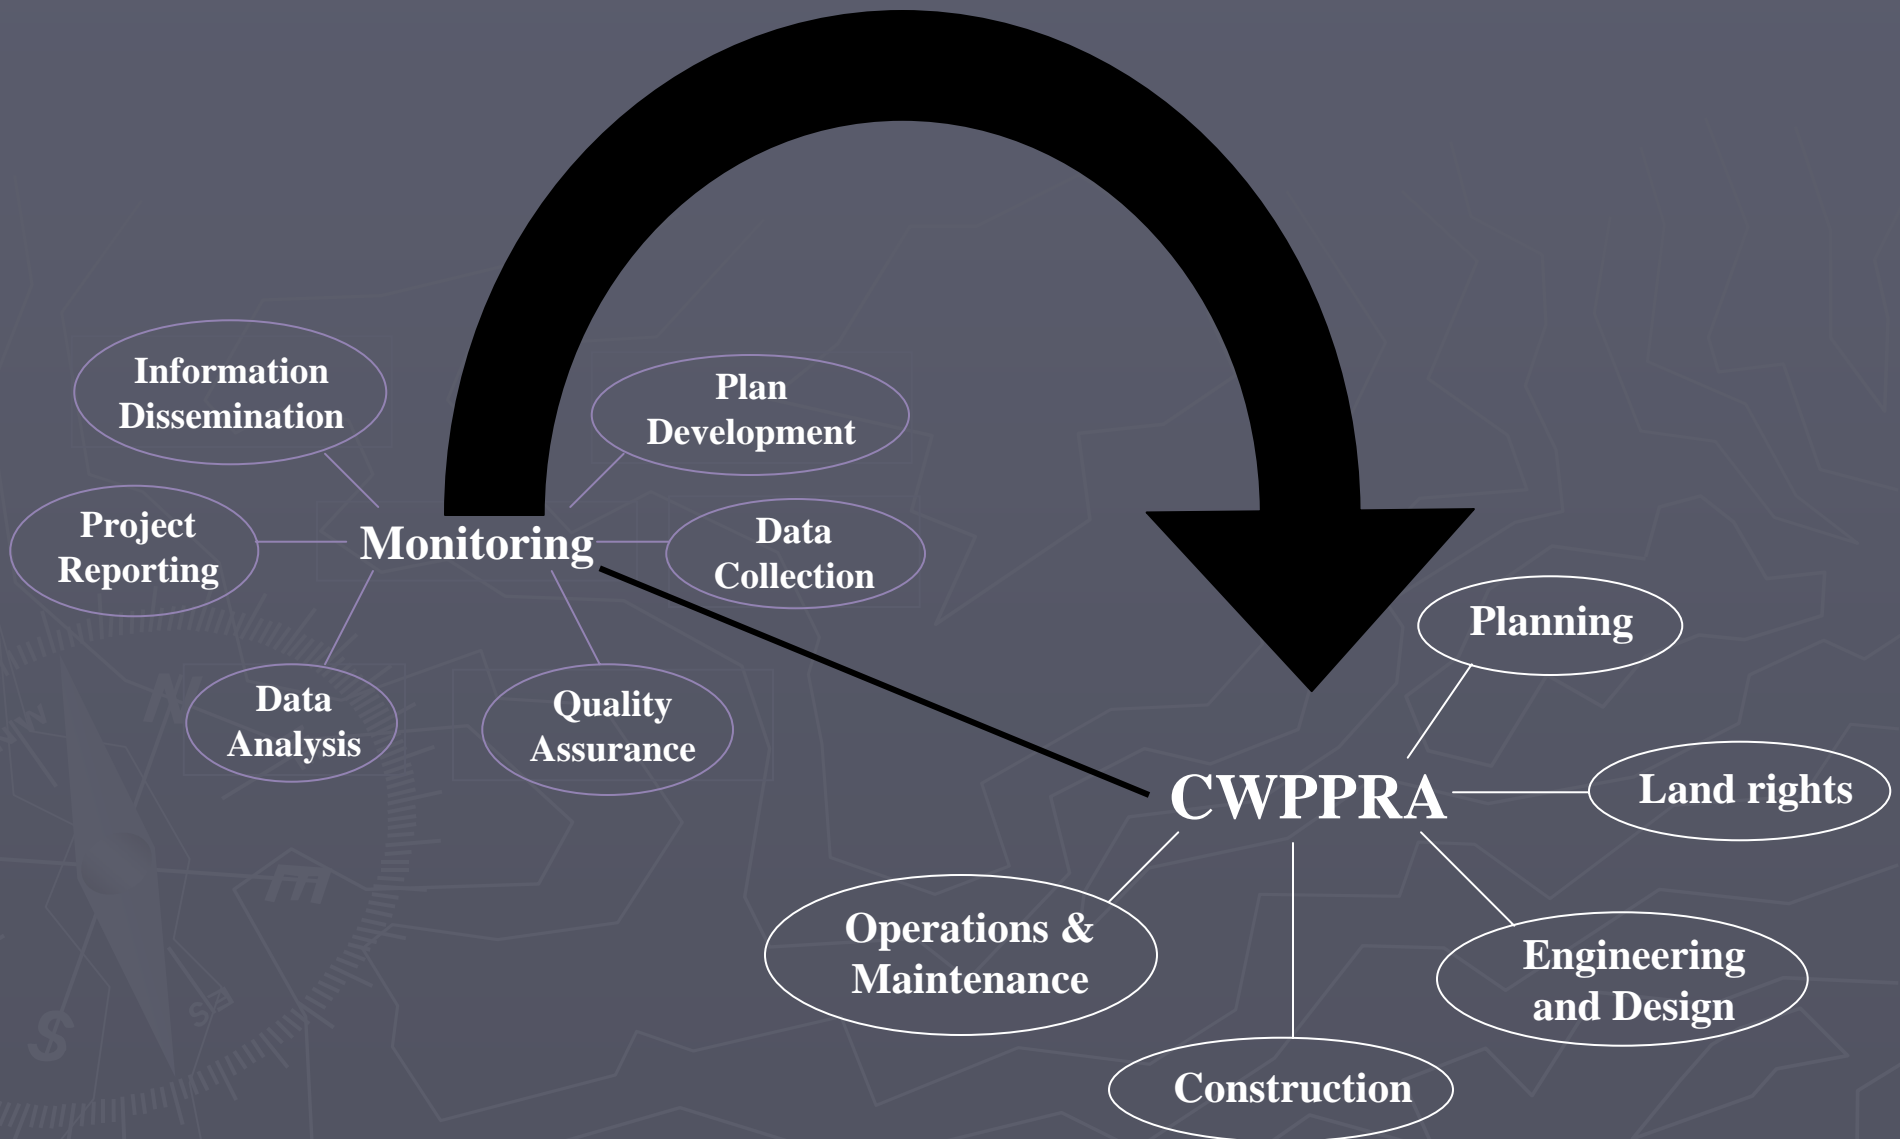 Information
Dissemination
Plan
Development
Project
Reporting
Monitoring
Data
Collection
Data
Analysis
Quality
Assurance
Planning
CWPPRA
Land rights
Operations &
Maintenance
Engineering
and Design
Construction
N
E
S